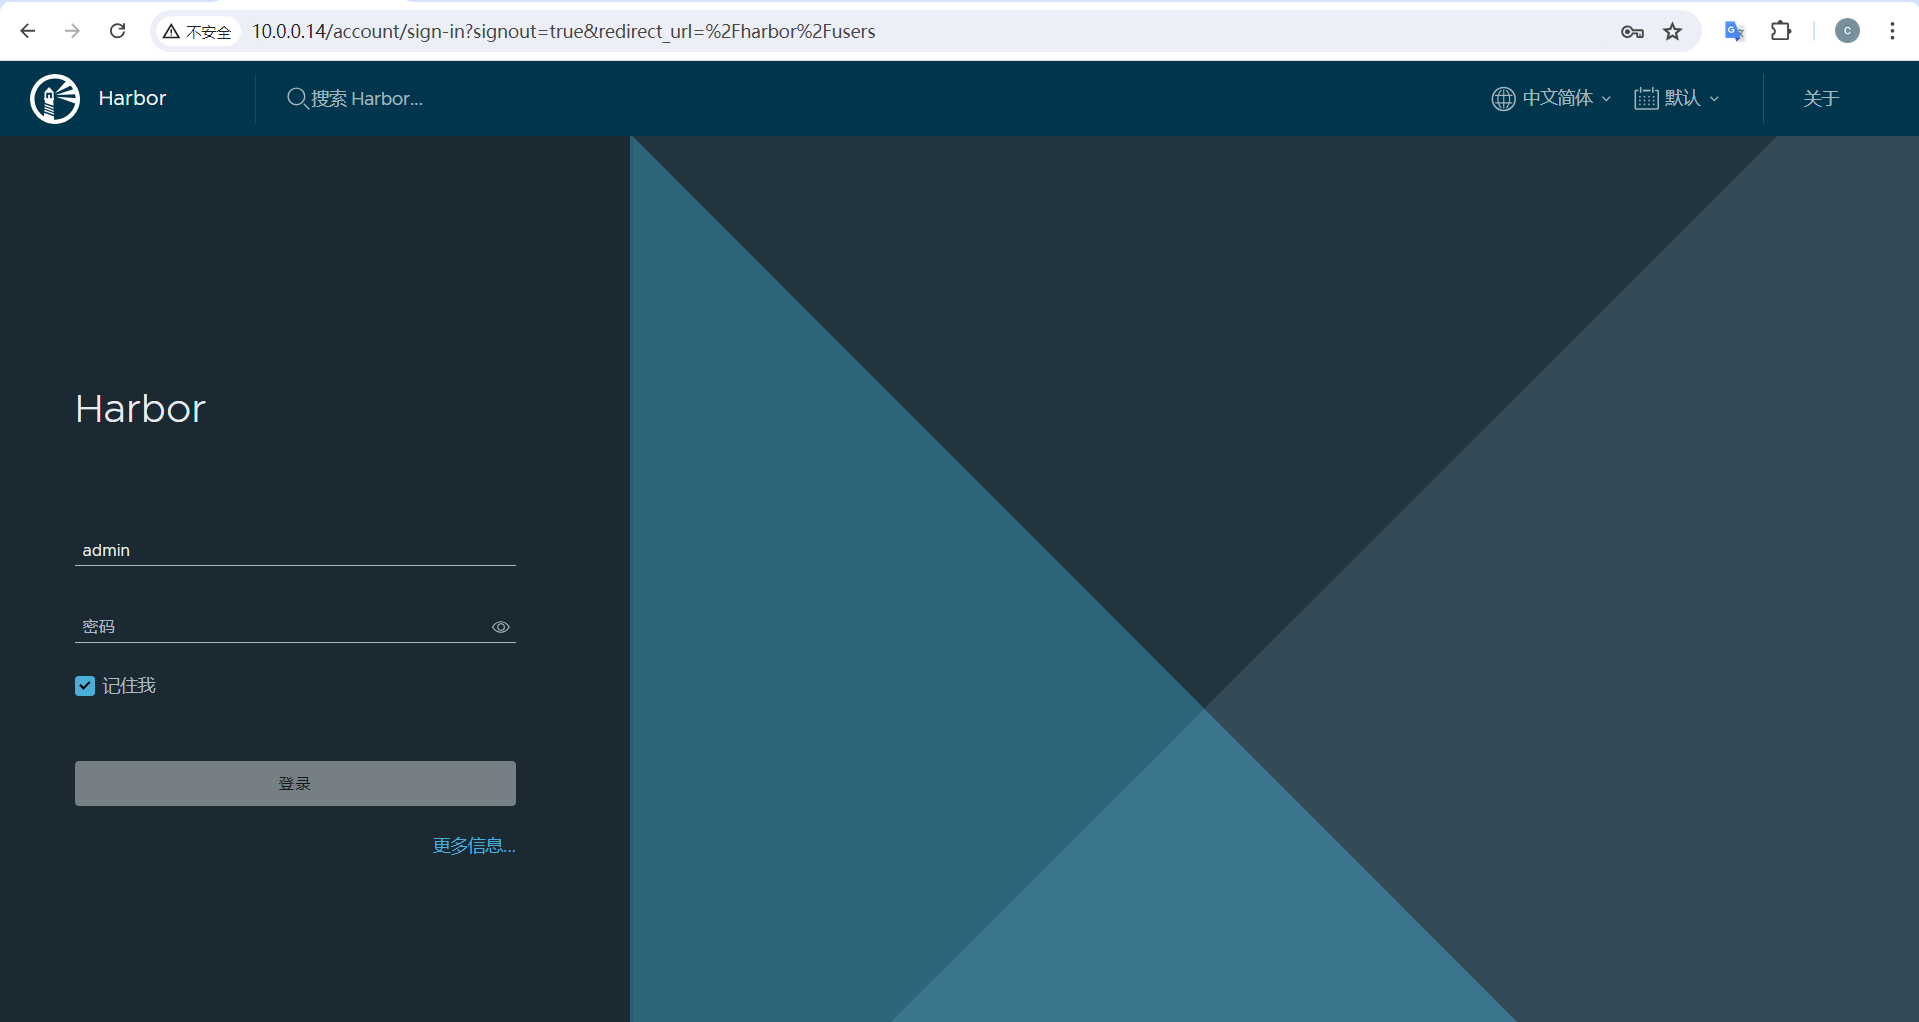 不安全
10.0.0.14/account/sign-in?signout=true&redirect_url=%2Fharbor%2Fusers
C
Harbor
搜索 Harbor...
中文简体
默认
关于
Harbor
admin
密码
记住我
登录
更多信息...